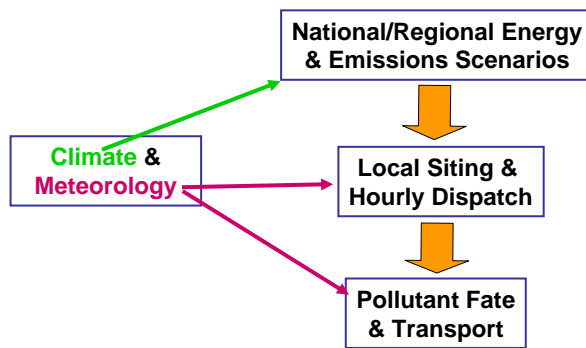 National/Regional Energy
& Emissions Scenarios
Climate &
Meteorology
Local Siting &
Hourly Dispatch
Pollutant Fate
& Transport